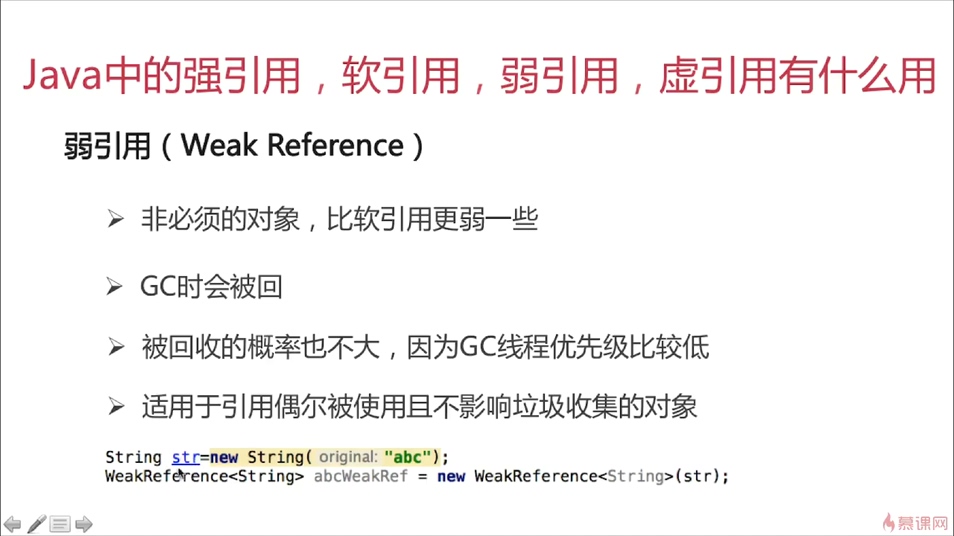 Java中的强引用，软引用，弱引用，虚引用有什么用
弱引用（Weak Reference）
非必须的对象，比软引用更弱一些
GC时会被回
被回收的概率也不大，因为GC线程优先级比较低
适用于引用偶尔被使用且不影响垃圾收集的对象
String str=new String( original: "abc");
WeakReference<String> abcWeakRef = new WeakReference<String>(str);
慕课网